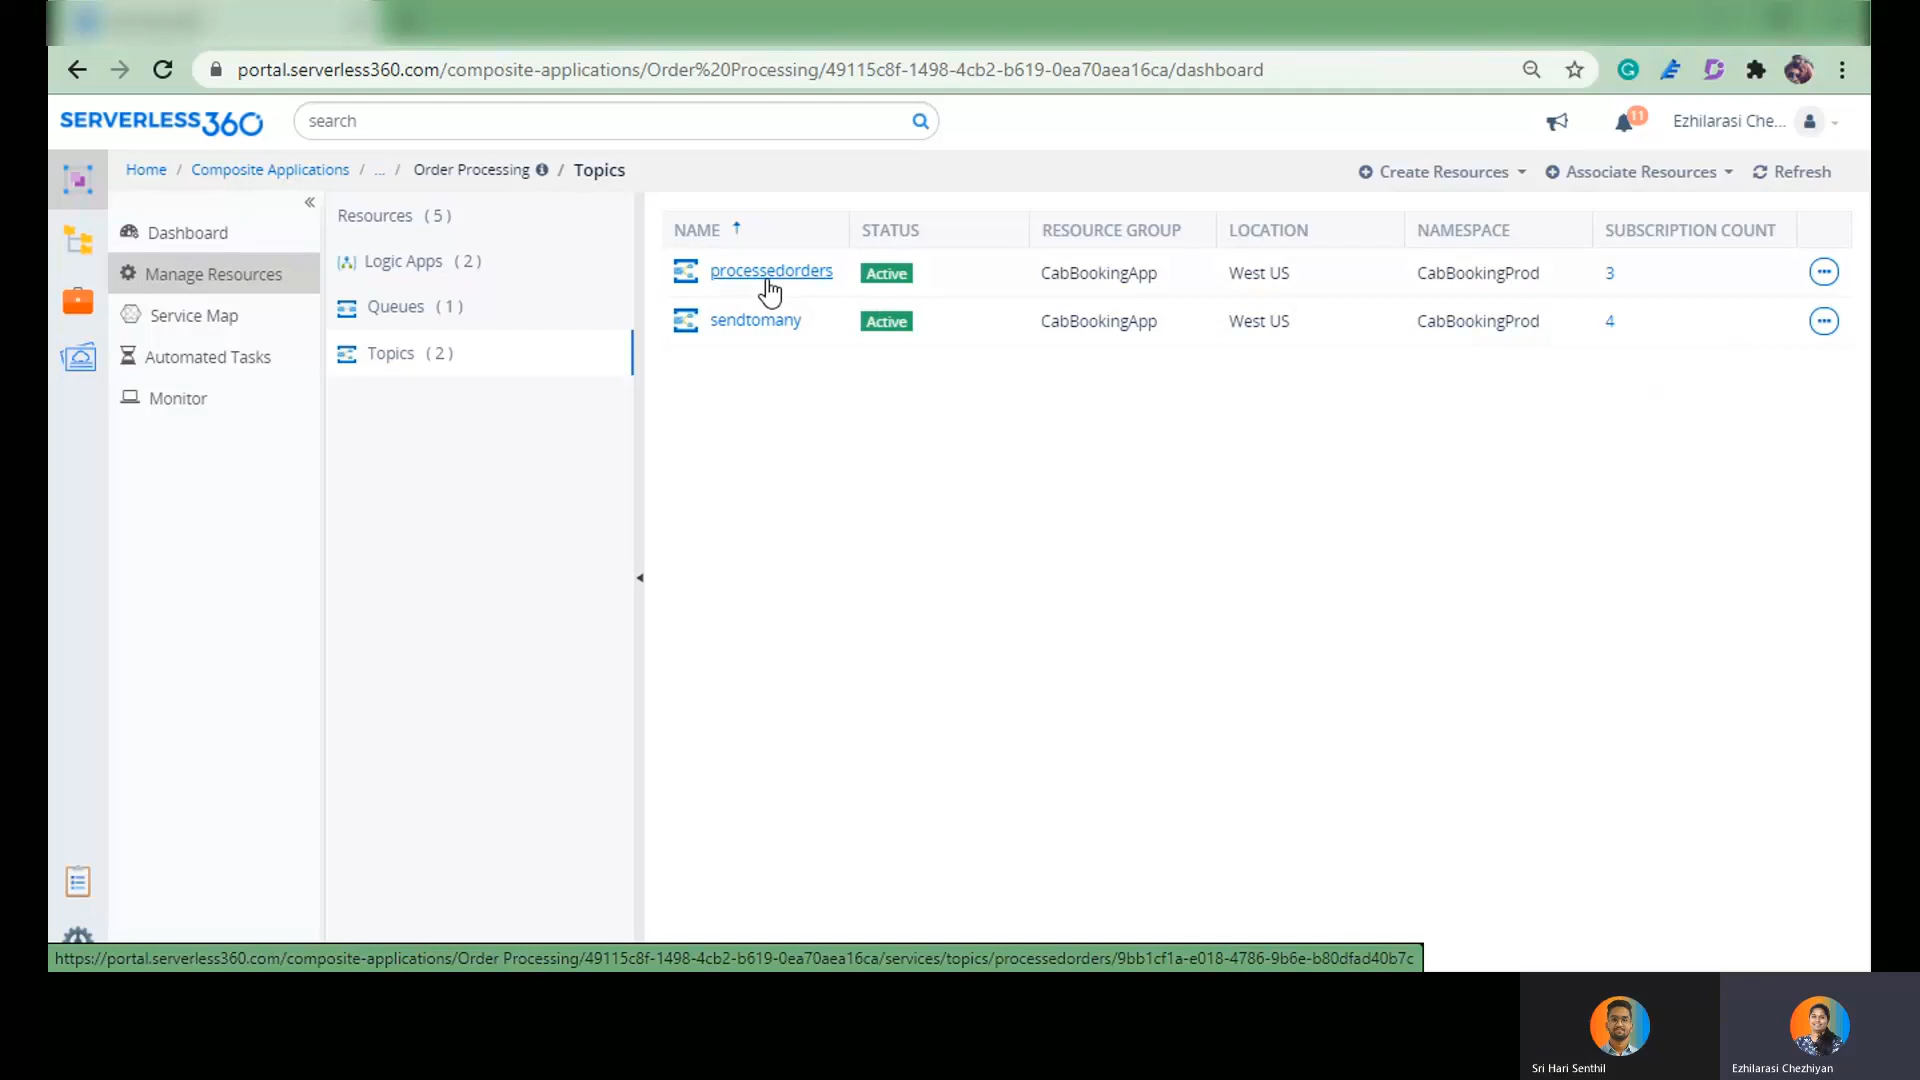 portal.serverless360.com/composite-applications/Order%20Processing/49115c8f-1498-4cb2-b619-0ea70aea16ca/dashboard
SERVERLESS360
search
11
Ezhilarasi Che...
Home / Composite Applications / ... / Order Processing / Topics
Create Resources
Associate Resources
Refresh
Dashboard
Manage Resources
Service Map
Automated Tasks
Monitor
Resources ( 5 )
Logic Apps ( 2 )
Queues ( 1 )
Topics ( 2 )
NAME STATUS RESOURCE GROUP LOCATION NAMESPACE SUBSCRIPTION COUNT
processedorders Active CabBookingApp West US CabBookingProd 3
sendtomany Active CabBookingApp West US CabBookingProd 4
https://portal.serverless360.com/composite-applications/Order Processing/49115c8f-1498-4cb2-b619-0ea70aea16ca/services/topics/processedorders/9bb1cf1a-e018-4786-9b6e-b80dfad40b7c
Sri Hari Senthil
Ezhilarasi Chezhiyan